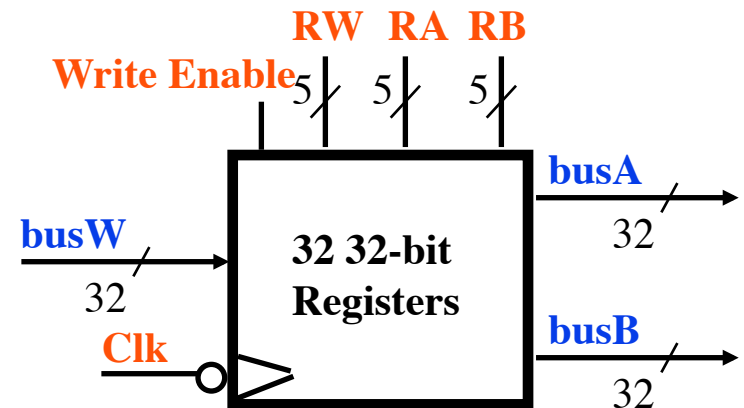 RW RA RB
Write Enable
5 5 5
busA
32
busW
32
32 32-bit
Registers
Clk
busB
32